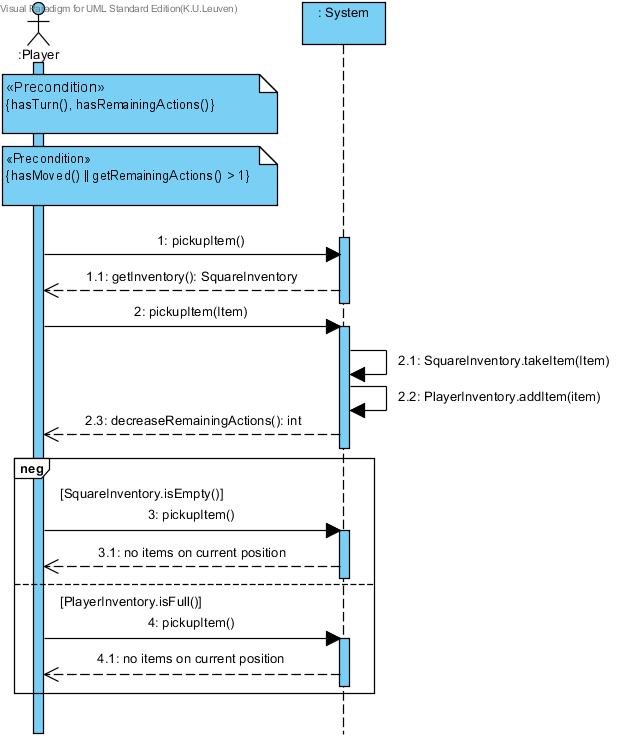 Visual Paradigm for UML Standard Edition(K.U.Leuven)
: System
:Player
«Precondition»
{hasTurn(), hasRemainingActions()}
«Precondition»
{hasMoved() || getRemainingActions() > 1}
1: pickupItem()
1.1: getInventory(): SquareInventory
2: pickupItem(Item)
2.1: SquareInventory.takeItem(Item)
2.2: PlayerInventory.addItem(item)
2.3: decreaseRemainingActions(): int
neg
[SquareInventory.isEmpty()]
3: pickupItem()
3.1: no items on current position
[PlayerInventory.isFull()]
4: pickupItem()
4.1: no items on current position